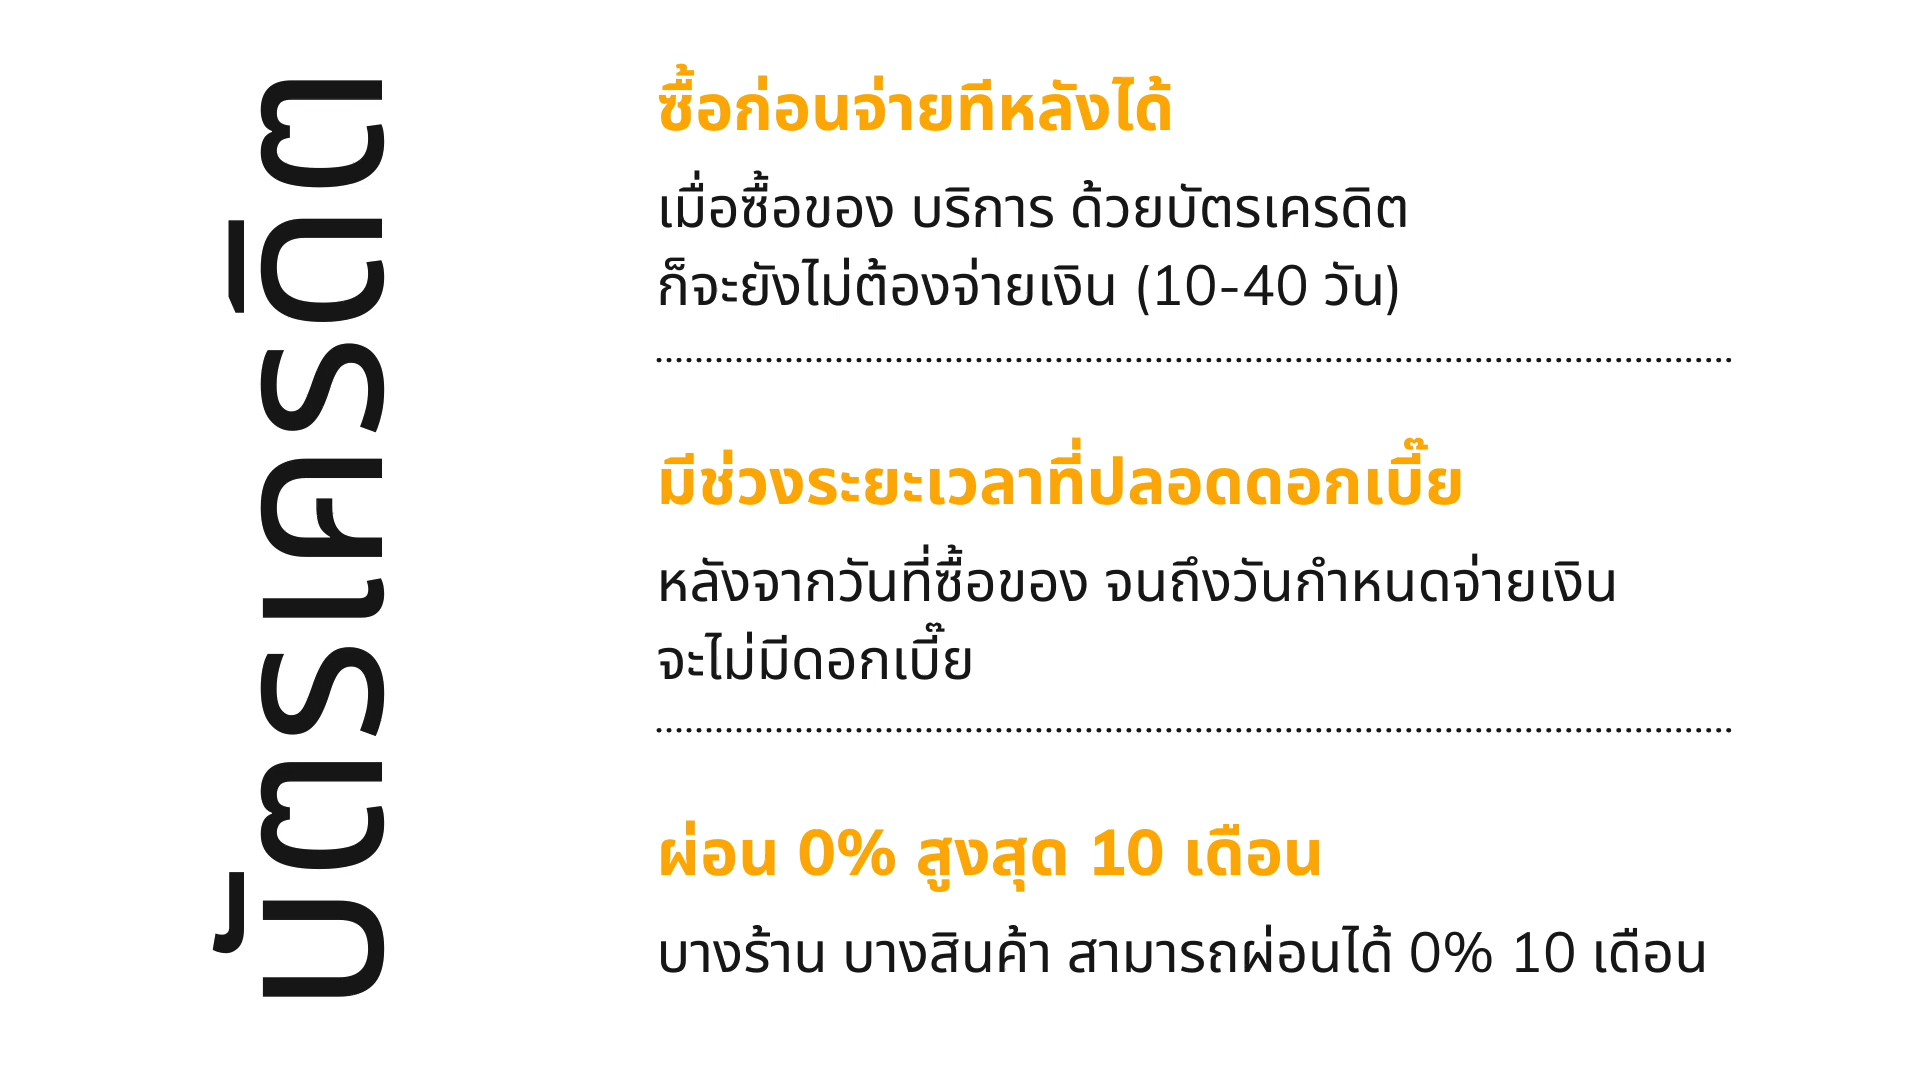 บัตรเครดิต
ซื้อก่อนจ่ายทีหลังได้
เมื่อซื้อของ บริการ ด้วยบัตรเครดิต
ก็จะยังไม่ต้องจ่ายเงิน (10-40 วัน)
มีช่วงระยะเวลาที่ปลอดดอกเบี๊ย
หลังจากวันที่ซื้อของ จนถึงวันกำหนดจ่ายเงิน
จะไม่มีดอกเบี๊ย
ผ่อน 0% สูงสุด 10 เดือน
บางร้าน บางสินค้า สามารถผ่อนได้ 0% 10 เดือน